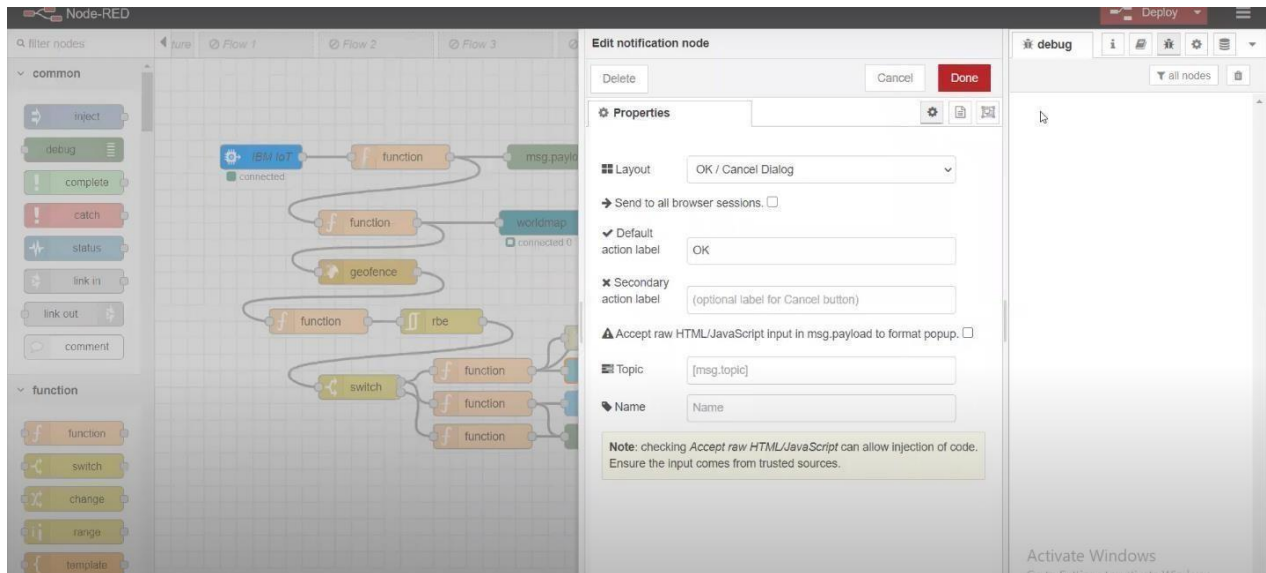 Node-RED
Deploy
filter nodes
ture
Flow 1
Flow 2
Flow 3
Edit notification node
debug
i
Delete
Cancel
Done
all nodes
common
Properties
inject
debug
complete
catch
status
link in
link out
comment
function
function
switch
change
range
template
IBM IoT
connected
function
msg.paylo
function
worldmap
connected 0
geofence
function
rbe
switch
function
function
function
Layout
OK / Cancel Dialog
Send to all browser sessions.
Default
action label
OK
Secondary
action label
(optional label for Cancel button)
Accept raw HTML/JavaScript input in msg.payload to format popup.
Topic
[msg.topic]
Name
Name
Note: checking Accept raw HTML/JavaScript can allow injection of code.
Ensure the input comes from trusted sources.
Activate Windows